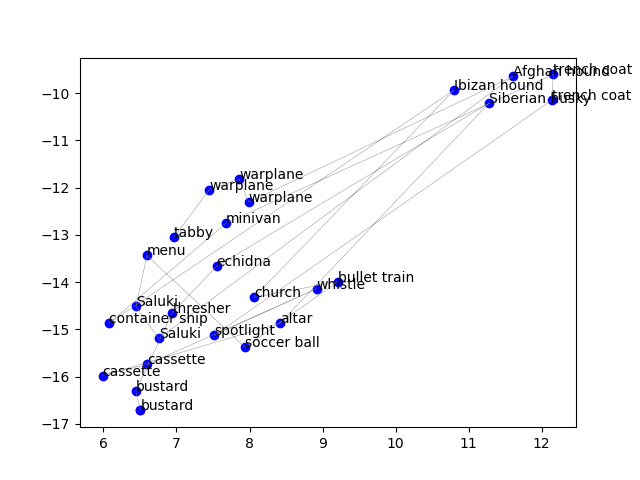 trench coat
Afghan hound
Ibizan hound
trench coat
Siberian husky
−10
−11
warplane
−12
warplane
warplane
minivan
−13
tabby
menu
echidna
−14
bullet train
whistle
church
Saluki
thresher
container ship
altar
−15
spotlight
Saluki
soccer ball
cassette
−16
cassette
bustard
bustard
−17
6 7 8 9 10 11 12